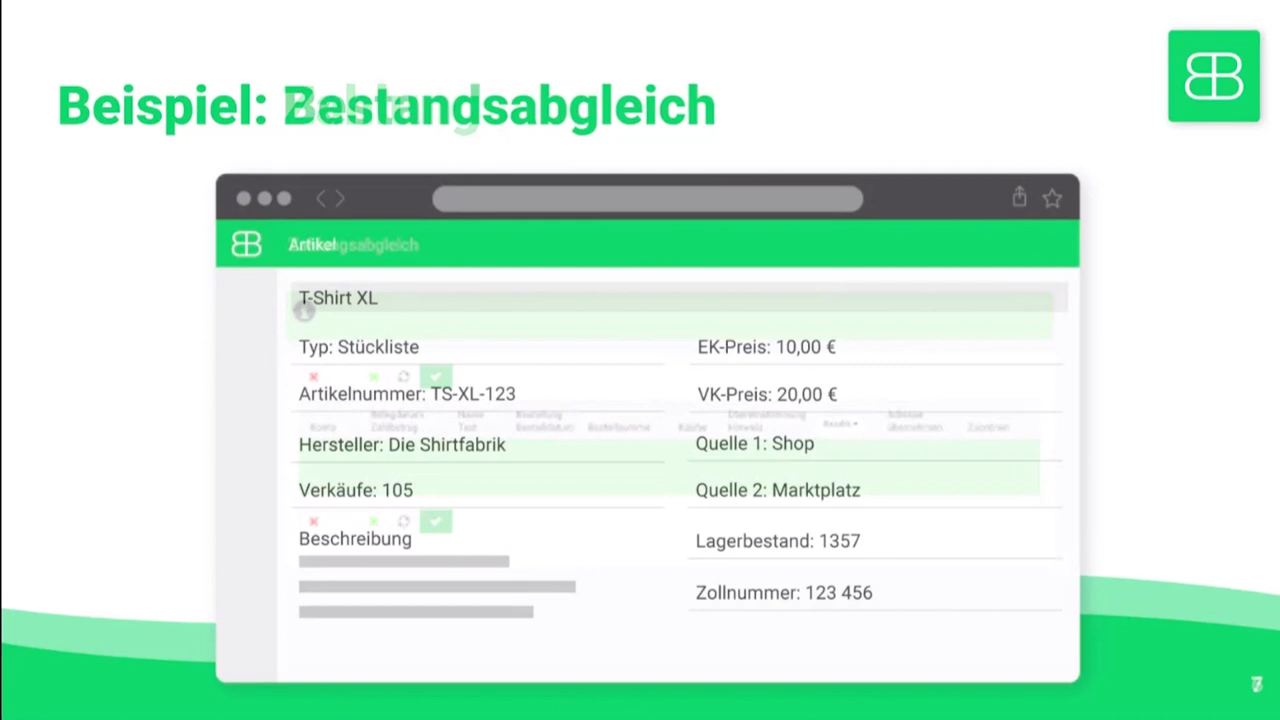 Beispiel: Bestandsabgleich
Artikel
T-Shirt XL
Typ: Stückliste
EK-Preis: 10,00 €
Artikelnummer: TS-XL-123
VK-Preis: 20,00 €
Hersteller: Die Shirtfabrik
Quelle 1: Shop
Verkäufe: 105
Quelle 2: Marktplatz
Beschreibung
Lagerbestand: 1357
Zollnummer: 123 456